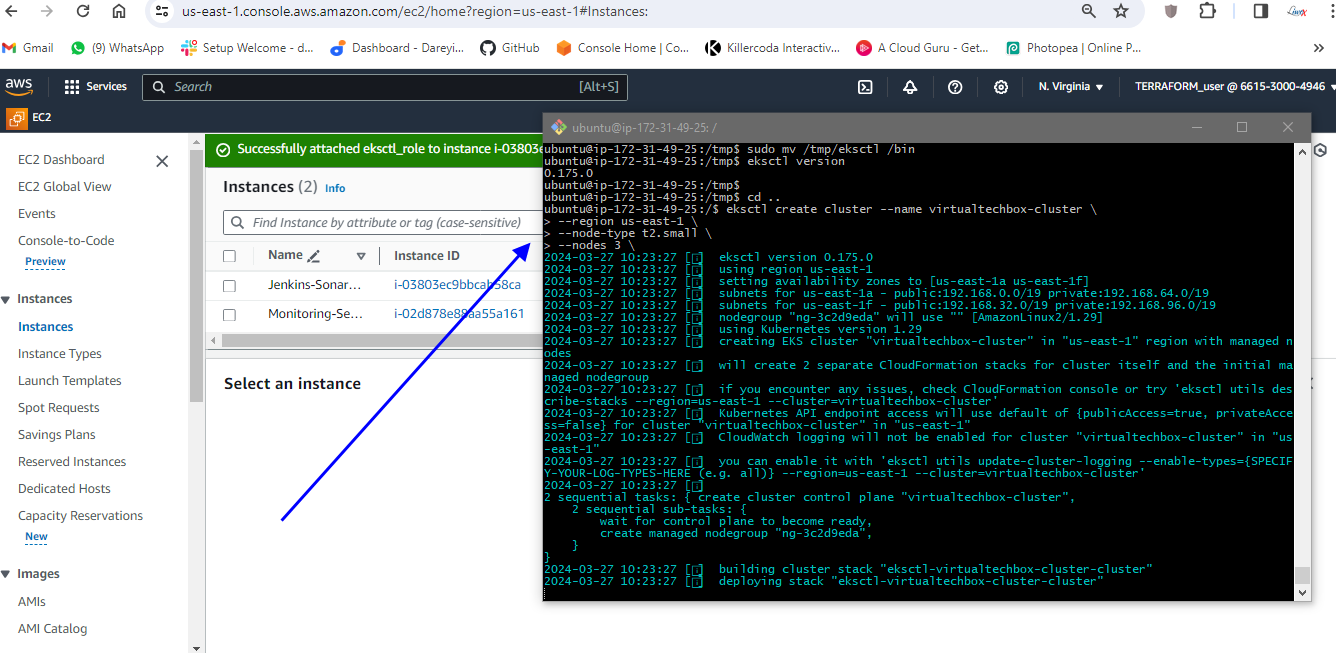 us-east-1.console.aws.amazon.com/ec2/home?region=us-east-1#Instances:
Gmail
(9) WhatsApp
Setup Welcome - d...
Dashboard - Dareyi...
GitHub
Console Home | Co...
Killercoda Interactiv...
A Cloud Guru - Get...
Photopea | Online P...
aws
Services
Search
[Alt+S]
N. Virginia
TERRAFORM_user @ 6615-3000-4946
EC2
EC2 Dashboard
EC2 Global View
Events
Console-to-Code
Preview
Instances
Instances
Instance Types
Launch Templates
Spot Requests
Savings Plans
Reserved Instances
Dedicated Hosts
Capacity Reservations
New
Images
AMIs
AMI Catalog
Successfully attached eksctl_role to instance i-03803e
Instances (2) Info
Find Instance by attribute or tag (case-sensitive)
Name
Instance ID
Jenkins-Sonar...
i-03803ec9bbcab58ca
Monitoring-Se...
i-02d878e88aa55a161
Select an instance
ubuntu@ip-172-31-49-25: /
ubuntu@ip-172-31-49-25:/tmp$ sudo mv /tmp/eksctl /bin
ubuntu@ip-172-31-49-25:/tmp$ eksctl version
0.175.0
ubuntu@ip-172-31-49-25:/tmp$
ubuntu@ip-172-31-49-25:/tmp$ cd ..
ubuntu@ip-172-31-49-25:/$ eksctl create cluster --name virtualtechbox-cluster \
> --region us-east-1 \
> --node-type t2.small \
> --nodes 3 \
2024-03-27 10:23:27 [i]  eksctl version 0.175.0
2024-03-27 10:23:27 [i]  using region us-east-1
2024-03-27 10:23:27 [i]  setting availability zones to [us-east-1a us-east-1f]
2024-03-27 10:23:27 [i]  subnets for us-east-1a - public:192.168.0.0/19 private:192.168.64.0/19
2024-03-27 10:23:27 [i]  subnets for us-east-1f - public:192.168.32.0/19 private:192.168.96.0/19
2024-03-27 10:23:27 [i]  nodegroup "ng-3c2d9eda" will use "" [AmazonLinux2/1.29]
2024-03-27 10:23:27 [i]  using Kubernetes version 1.29
2024-03-27 10:23:27 [i]  creating EKS cluster "virtualtechbox-cluster" in "us-east-1" region with managed n
odes
2024-03-27 10:23:27 [i]  will create 2 separate CloudFormation stacks for cluster itself and the initial ma
naged nodegroup
2024-03-27 10:23:27 [i]  if you encounter any issues, check CloudFormation console or try 'eksctl utils des
cribe-stacks --region=us-east-1 --cluster=virtualtechbox-cluster'
2024-03-27 10:23:27 [i]  Kubernetes API endpoint access will use default of {publicAccess=true, privateAcce
ss=false} for cluster "virtualtechbox-cluster" in "us-east-1"
2024-03-27 10:23:27 [i]  CloudWatch logging will not be enabled for cluster "virtualtechbox-cluster" in "us
-east-1"
2024-03-27 10:23:27 [i]  you can enable it with 'eksctl utils update-cluster-logging --enable-types={SPECIF
Y-YOUR-LOG-TYPES-HERE (e.g. all)} --region=us-east-1 --cluster=virtualtechbox-cluster'
2024-03-27 10:23:27 [i]
2 sequential tasks: { create cluster control plane "virtualtechbox-cluster",
2 sequential sub-tasks: {
wait for control plane to become ready,
create managed nodegroup "ng-3c2d9eda",
}
}
2024-03-27 10:23:27 [i]  building cluster stack "eksctl-virtualtechbox-cluster-cluster"
2024-03-27 10:23:27 [i]  deploying stack "eksctl-virtualtechbox-cluster-cluster"